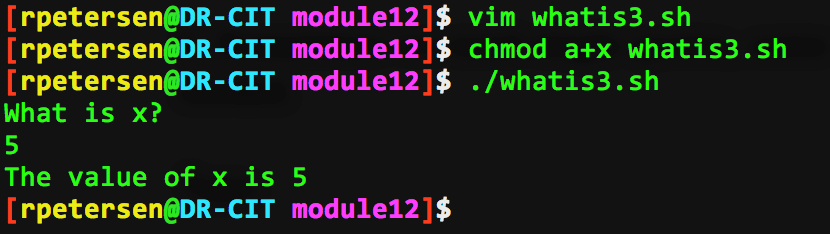 [rpetersen@DR-CIT module12]$ vim whatis3.sh
[rpetersen@DR-CIT module12]$ chmod a+x whatis3.sh
[rpetersen@DR-CIT module12]$ ./whatis3.sh
What is x?
5
The value of x is 5
[rpetersen@DR-CIT module12]$